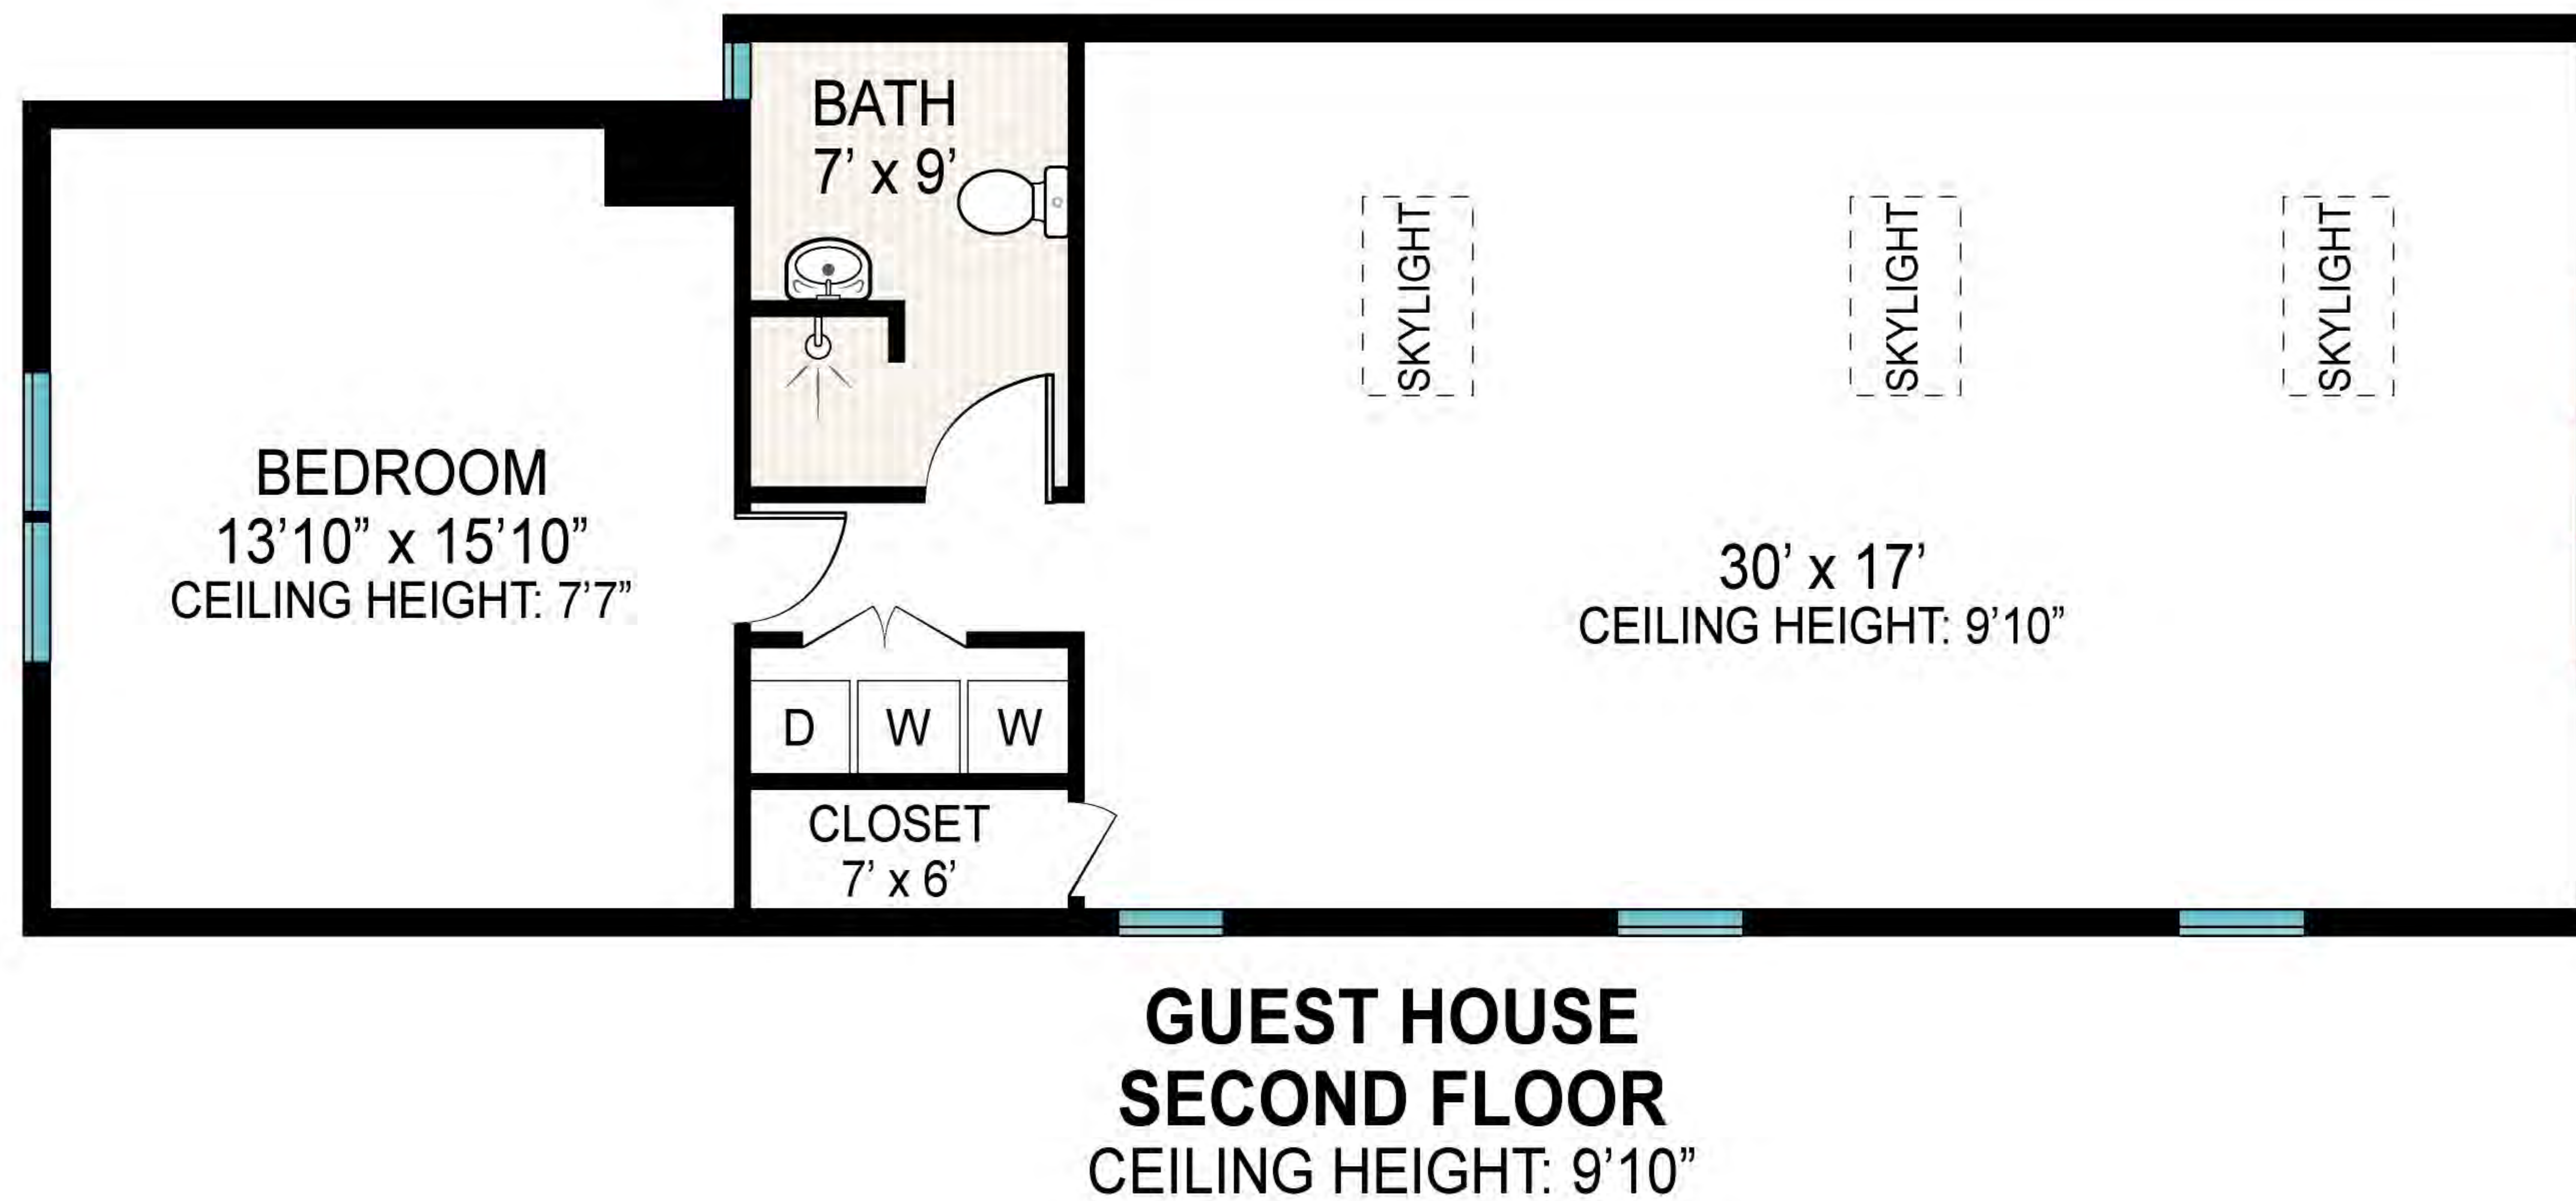 BATH
7’ x 9’
SKYLIGHT
SKYLIGHT
SKYLIGHT
BEDROOM
13’10” x 15’10”
CEILING HEIGHT: 7’7”
30’ x 17’
CEILING HEIGHT: 9’10”
D W W
CLOSET
7’ x 6’
GUEST HOUSE
SECOND FLOOR
CEILING HEIGHT: 9’10”